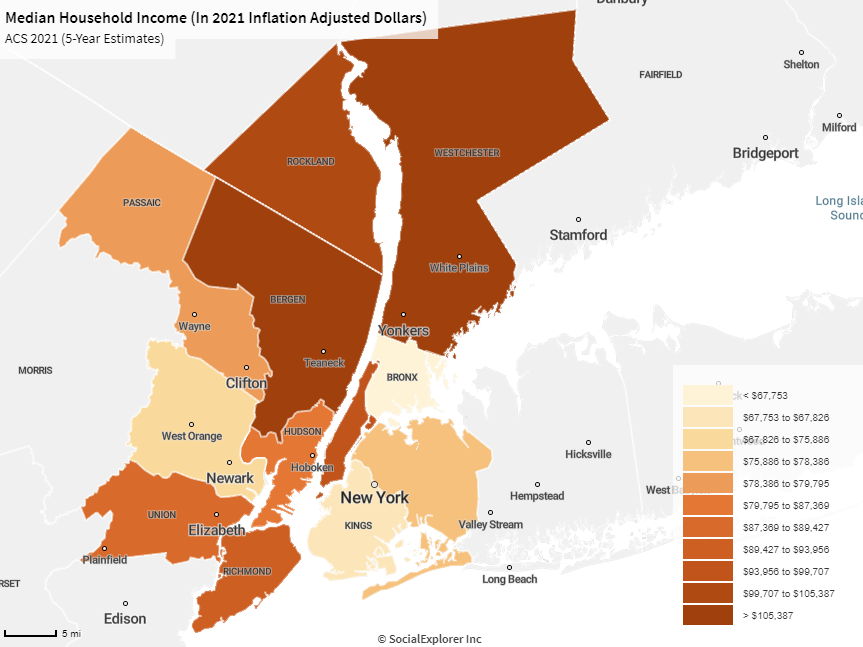 Median Household Income (In 2021 Inflation Adjusted Dollars)
ACS 2021 (5-Year Estimates)
Danbury
FAIRFIELD
Shelton
Milford
Bridgeport
ROCKLAND
WESTCHESTER
PASSAIC
Long Isla
Sound
Stamford
White Plains
BERGEN
Wayne
Yonkers
Teaneck
MORRIS
BRONX
Clifton
< $67,753
$67,753 to $67,826
$67,826 to $75,886
$75,886 to $78,386
$78,386 to $79,795
$79,795 to $87,369
$87,369 to $89,427
$89,427 to $93,956
$93,956 to $99,707
$99,707 to $105,387
> $105,387
West Orange
HUDSON
Hicksville
Hoboken
Newark
New York
Hempstead
West Ba
UNION
Elizabeth
KINGS
Valley Stream
Plainfield
RICHMOND
Long Beach
RSET
Edison
5 mi
© SocialExplorer Inc